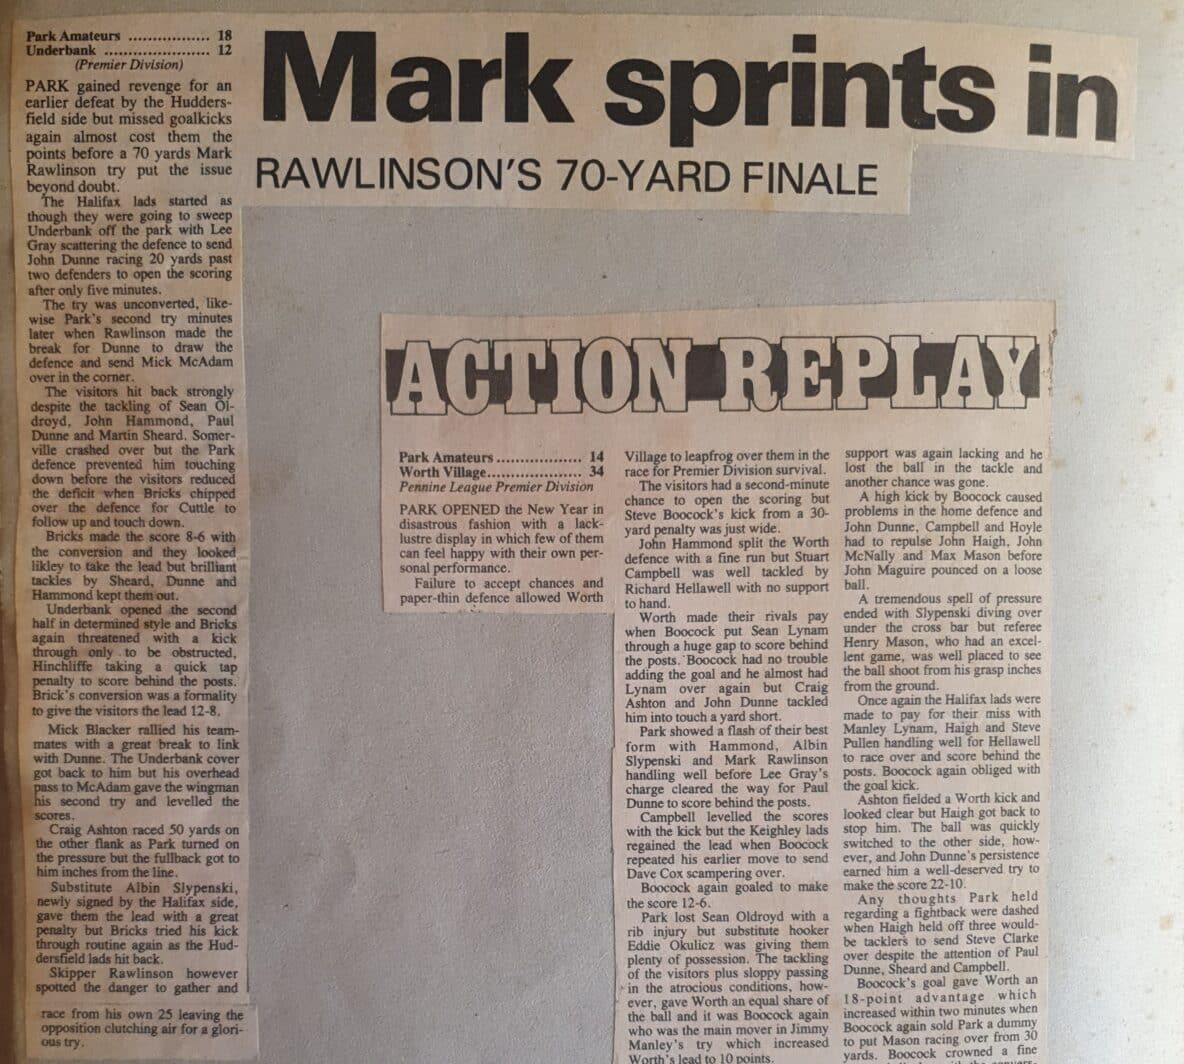 Mark sprints in
RAWLINSON'S 70-YARD FINALE
Park Amateurs ................. 18
Underbank ...................... 12
(Premier Division)
PARK gained revenge for an
earlier defeat by the Hudders-
field side but missed goalkicks
again almost cost them the
points before a 70 yards Mark
Rawlinson try put the issue
beyond doubt.
The Halifax lads started as
though they were going to sweep
Underbank off the park with Lee
Gray scattering the defence to send
John Dunne racing 20 yards past
two defenders to open the scoring
after only five minutes.
The try was unconverted, like-
wise Park's second try minutes
later when Rawlinson made the
break for Dunne to draw the
defence and send Mick McAdam
over in the corner.
The visitors hit back strongly
despite the tackling of Sean Ol-
droyd, John Hammond, Paul
Dunne and Martin Sheard. Somer-
ville crashed over but the Park
defence prevented him touching
down before the visitors reduced
the deficit when Bricks chipped
over the defence for Cuttle to
follow up and touch down.
Bricks made the score 8-6 with
the conversion and they looked
likley to take the lead but brilliant
tackles by Sheard, Dunne and
Hammond kept them out.
Underbank opened the second
half in determined style and Bricks
again threatened with a kick
through only to be obstructed,
Hinchliffe taking a quick tap
penalty to score behind the posts.
Brick's conversion was a formality
to give the visitors the lead 12-8.
Mick Blacker rallied his team-
mates with a great break to link
with Dunne. The Underbank cover
got back to him but his overhead
pass to McAdam gave the wingman
his second try and levelled the
scores.
Craig Ashton raced 50 yards on
the other flank as Park turned on
the pressure but the fullback got to
him inches from the line.
Substitute Albin Slypenski,
newly signed by the Halifax side,
gave them the lead with a great
penalty but Bricks tried his kick
through routine again as the Hud-
dersfield lads hit back.
Skipper Rawlinson however
spotted the danger to gather and
race from his own 25 leaving the
opposition clutching air for a glori-
ous try.
ACTION REPLAY
Park Amateurs .................. 14
Worth Village.................... 34
Pennine League Premier Division
PARK OPENED the New Year in
disastrous fashion with a lack-
lustre display in which few of them
can feel happy with their own per-
sonal performance.
Failure to accept chances and
paper-thin defence allowed Worth
Village to leapfrog over them in the
race for Premier Division survival.
The visitors had a second-minute
chance to open the scoring but
Steve Boocock's kick from a 30-
yard penalty was just wide.
John Hammond split the Worth
defence with a fine run but Stuart
Campbell was well tackled by
Richard Hellawell with no support
to hand.
Worth made their rivals pay
when Boocock put Sean Lynam
through a huge gap to score behind
the posts. Boocock had no trouble
adding the goal and he almost had
Lynam over again but Craig
Ashton and John Dunne tackled
him into touch a yard short.
Park showed a flash of their best
form with Hammond, Albin
Slypenski and Mark Rawlinson
handling well before Lee Gray's
charge cleared the way for Paul
Dunne to score behind the posts.
Campbell levelled the scores
with the kick but the Keighley lads
regained the lead when Boocock
repeated his earlier move to send
Dave Cox scampering over.
Boocock again goaled to make
the score 12-6.
Park lost Sean Oldroyd with a
rib injury but substitute hooker
Eddie Okulicz was giving them
plenty of possession. The tackling
of the visitors plus sloppy passing
in the atrocious conditions, how-
ever, gave Worth an equal share of
the ball and it was Boocock again
who was the main mover in Jimmy
Manley's try which increased
Worth's lead to 10 points.
support was again lacking and he
lost the ball in the tackle and
another chance was gone.
A high kick by Boocock caused
problems in the home defence and
John Dunne, Campbell and Hoyle
had to repulse John Haigh, John
McNally and Max Mason before
John Maguire pounced on a loose
ball.
A tremendous spell of pressure
ended with Slypenski diving over
under the cross bar but referee
Henry Mason, who had an excel-
lent game, was well placed to see
the ball shoot from his grasp inches
from the ground.
Once again the Halifax lads were
made to pay for their miss with
Manley Lynam, Haigh and Steve
Pullen handling well for Hellawell
to race over and score behind the
posts. Boocock again obliged with
the goal kick.
Ashton fielded a Worth kick and
looked clear but Haigh got back to
stop him. The ball was quickly
switched to the other side, how-
ever, and John Dunne's persistence
earned him a well-deserved try to
make the score 22-10.
Any thoughts Park held
regarding a fightback were dashed
when Haigh held off three would-
be tacklers to send Steve Clarke
over despite the attention of Paul
Dunne, Sheard and Campbell.
Boocock's goal gave Worth an
18-point advantage which
increased within two minutes when
Boocock again sold Park a dummy
to put Mason racing over from 30
yards. Boocock crowned a fine